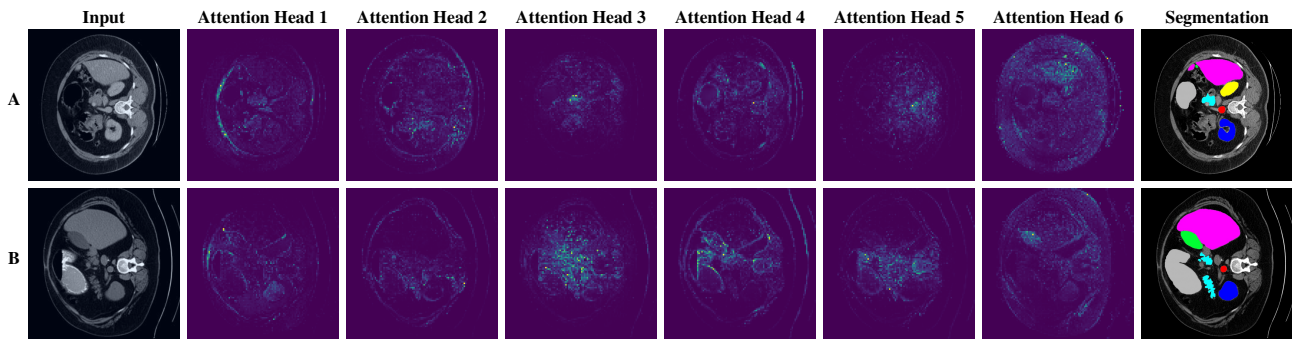 Input Attention Head 1 Attention Head 2 Attention Head 3 Attention Head 4 Attention Head 5 Attention Head 6 Segmentation
A
B